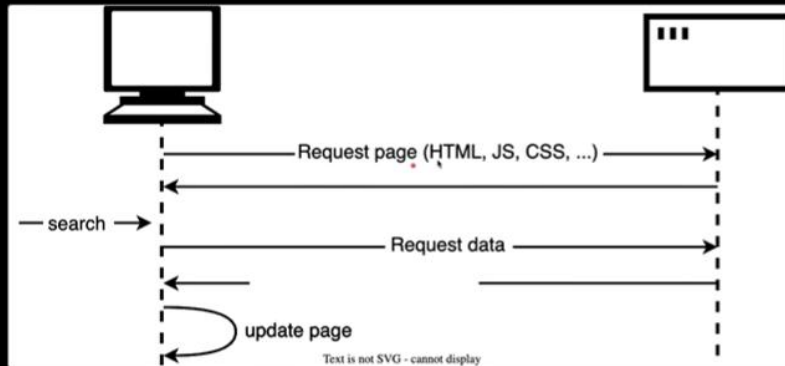 Request page (HTML, JS, CSS, ...)
search
Request data
update page
Text is not SVG - cannot display